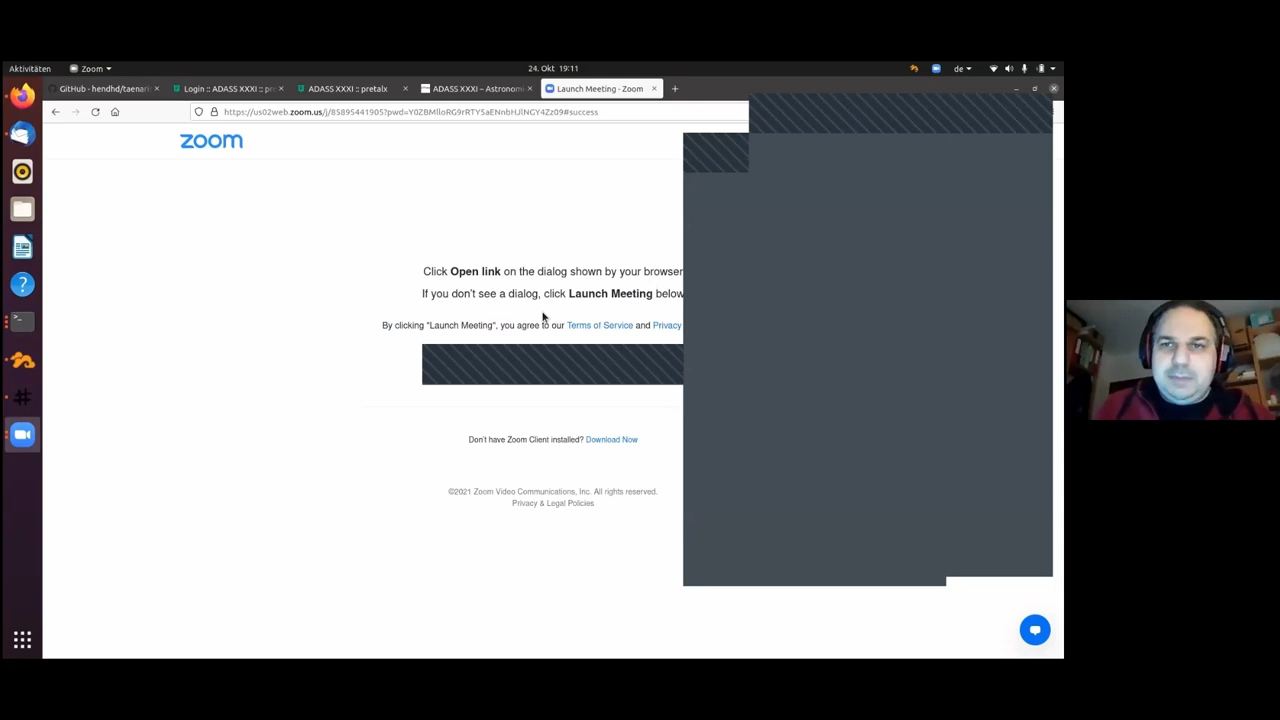 Aktivitäten
Zoom
24. Okt 19:11
de
GitHub - hendhd/taenari
Login :: ADASS XXXI :: pr
ADASS XXXI :: pretalx
ADASS XXXI – Astronom
Launch Meeting - Zoom
zoom
Click Open link on the dialog shown by your browser
If you don't see a dialog, click Launch Meeting below
By clicking "Launch Meeting", you agree to our Terms of Service and Privacy
Don't have Zoom Client installed? Download Now
©2021 Zoom Video Communications, Inc. All rights reserved.
Privacy & Legal Policies